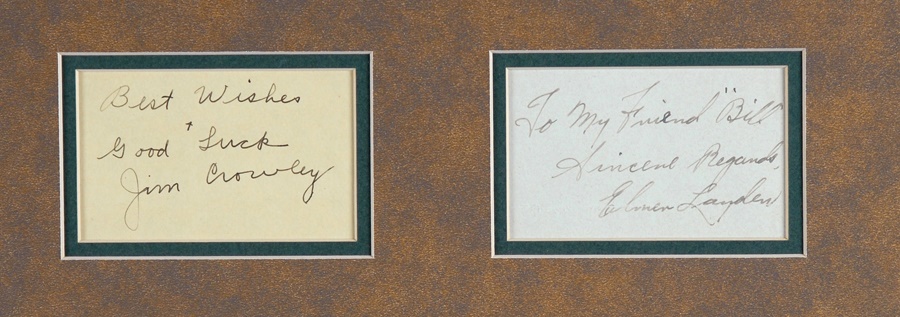 Best Wishes
+
Good Luck
Jim Crowley
To My Friend "Bill
Sincere Regards,
Elmer Layden